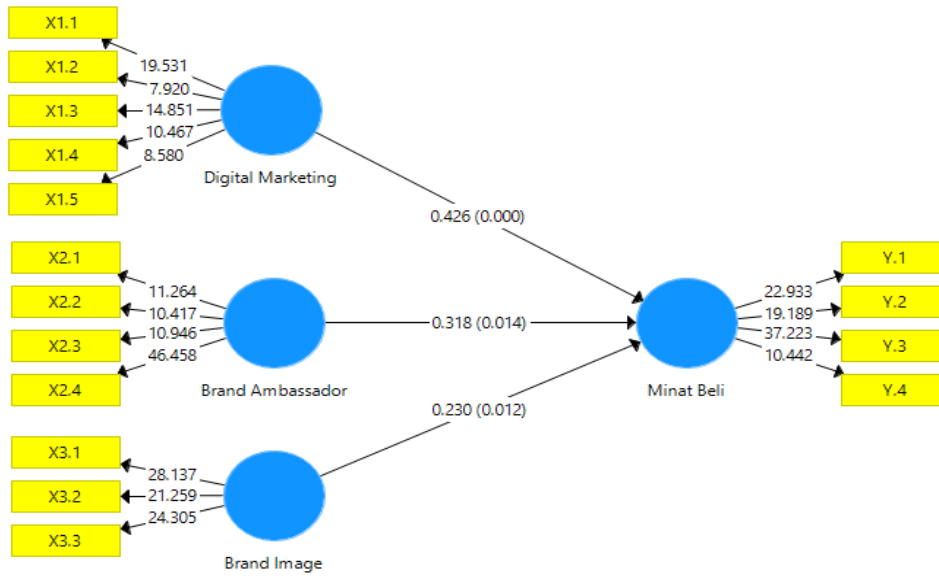 X1.1
X1.2
X1.3
X1.4
X1.5
19.531
7.920
14.851
10.467
8.580
Digital Marketing
0.426 (0.000)
X2.1
X2.2
X2.3
X2.4
11.264
10.417
10.946
46.458
Brand Ambassador
0.318 (0.014)
X3.1
X3.2
X3.3
28.137
21.259
24.305
Brand Image
0.230 (0.012)
Minat Beli
22.933
19.189
37.223
10.442
Y.1
Y.2
Y.3
Y.4